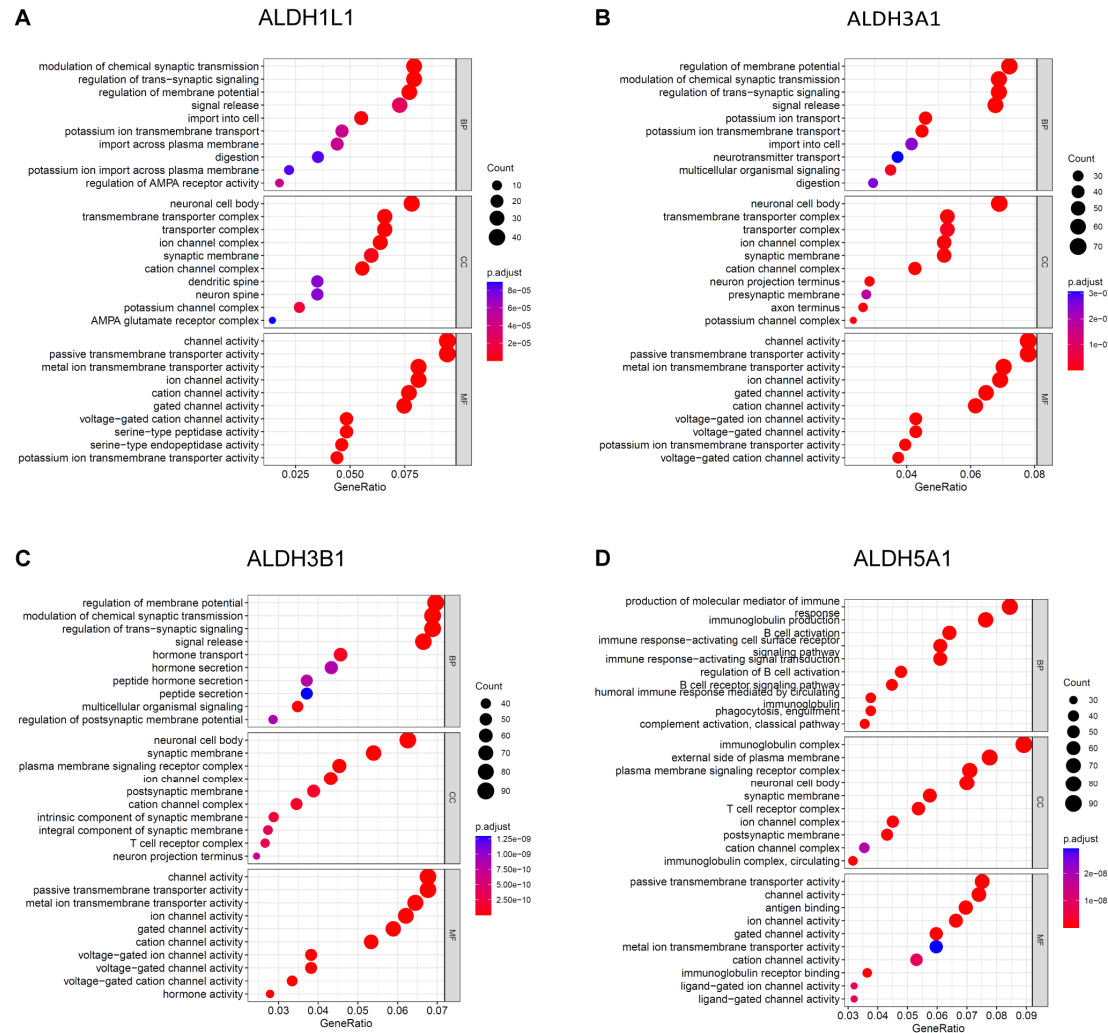 A
ALDH1L1
modulation of chemical synaptic transmission
regulation of trans−synaptic signaling
regulation of membrane potential
signal release
import into cell
potassium ion transmembrane transport
import across plasma membrane
digestion
potassium ion import across plasma membrane
regulation of AMPA receptor activity
BP
neuronal cell body
transmembrane transporter complex
transporter complex
ion channel complex
synaptic membrane
cation channel complex
dendritic spine
neuron spine
potassium channel complex
AMPA glutamate receptor complex
CC
channel activity
passive transmembrane transporter activity
metal ion transmembrane transporter activity
ion channel activity
cation channel activity
gated channel activity
voltage−gated cation channel activity
serine−type peptidase activity
serine−type endopeptidase activity
potassium ion transmembrane transporter activity
MF
0.025 0.050 0.075
GeneRatio
Count
10
20
30
40
p.adjust
8e−05
6e−05
4e−05
2e−05
B
ALDH3A1
regulation of membrane potential
modulation of chemical synaptic transmission
regulation of trans−synaptic signaling
signal release
potassium ion transport
potassium ion transmembrane transport
import into cell
neurotransmitter transport
multicellular organismal signaling
digestion
BP
neuronal cell body
transmembrane transporter complex
transporter complex
ion channel complex
synaptic membrane
cation channel complex
neuron projection terminus
presynaptic membrane
axon terminus
potassium channel complex
CC
channel activity
passive transmembrane transporter activity
metal ion transmembrane transporter activity
ion channel activity
gated channel activity
cation channel activity
voltage−gated ion channel activity
voltage−gated channel activity
potassium ion transmembrane transporter activity
voltage−gated cation channel activity
MF
0.04 0.06 0.08
GeneRatio
Count
30
40
50
60
70
p.adjust
3e−0
2e−0
1e−0
C
ALDH3B1
regulation of membrane potential
modulation of chemical synaptic transmission
regulation of trans−synaptic signaling
signal release
hormone transport
hormone secretion
peptide hormone secretion
peptide secretion
multicellular organismal signaling
regulation of postsynaptic membrane potential
BP
neuronal cell body
synaptic membrane
plasma membrane signaling receptor complex
ion channel complex
postsynaptic membrane
cation channel complex
intrinsic component of synaptic membrane
integral component of synaptic membrane
T cell receptor complex
neuron projection terminus
CC
channel activity
passive transmembrane transporter activity
metal ion transmembrane transporter activity
ion channel activity
gated channel activity
cation channel activity
voltage−gated ion channel activity
voltage−gated channel activity
voltage−gated cation channel activity
hormone activity
MF
0.03 0.04 0.05 0.06 0.07
GeneRatio
Count
40
50
60
70
80
90
p.adjust
1.25e−09
1.00e−09
7.50e−10
5.00e−10
2.50e−10
D
ALDH5A1
production of molecular mediator of immune
response
immunoglobulin production
B cell activation
immune response−activating cell surface receptor
signaling pathway
immune response−activating signal transduction
regulation of B cell activation
B cell receptor signaling pathway
humoral immune response mediated by circulating
immunoglobulin
phagocytosis, engulfment
complement activation, classical pathway
BP
immunoglobulin complex
external side of plasma membrane
plasma membrane signaling receptor complex
neuronal cell body
synaptic membrane
T cell receptor complex
ion channel complex
postsynaptic membrane
cation channel complex
immunoglobulin complex, circulating
CC
passive transmembrane transporter activity
channel activity
antigen binding
ion channel activity
gated channel activity
metal ion transmembrane transporter activity
cation channel activity
immunoglobulin receptor binding
ligand−gated ion channel activity
ligand−gated channel activity
MF
0.03 0.04 0.05 0.06 0.07 0.08 0.09
GeneRatio
Count
30
40
50
60
70
80
90
p.adjust
2e−08
1e−08